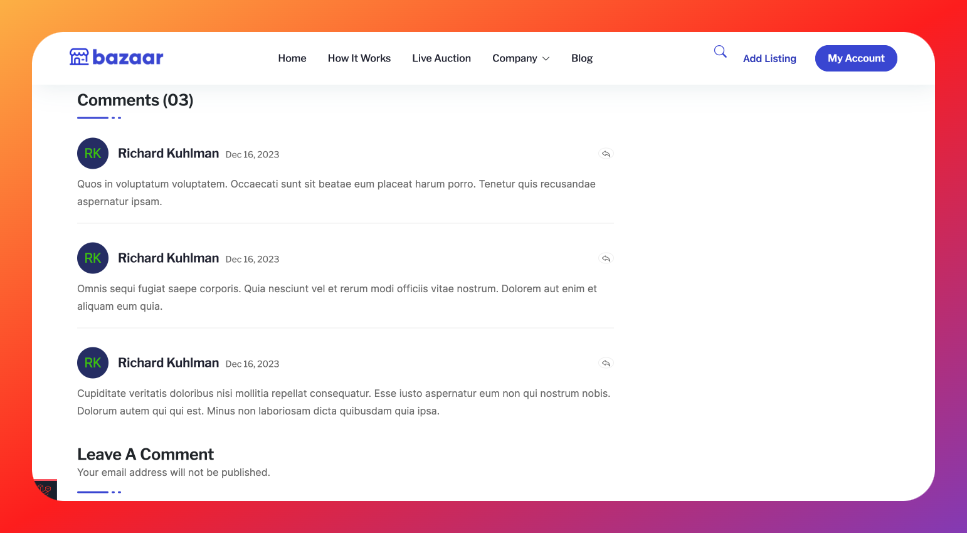 bazaar
Home How It Works Live Auction Company Blog Add Listing My Account
Comments (03)
RK Richard Kuhlman Dec 16, 2023
Quos in voluptatum voluptatem. Occaecati sunt sit beatae eum placeat harum porro. Tenetur quis recusandae
aspernatur ipsam.
RK Richard Kuhlman Dec 16, 2023
Omnis sequi fugiat saepe corporis. Quia nesciunt vel et rerum modi officiis vitae nostrum. Dolorem aut enim et
aliquam eum quia.
RK Richard Kuhlman Dec 16, 2023
Cupiditate veritatis doloribus nisi mollitia repellat consequatur. Esse iusto aspernatur eum non qui nostrum nobis.
Dolorum autem qui qui est. Minus non laboriosam dicta quibusdam quia ipsa.
Leave A Comment
Your email address will not be published.